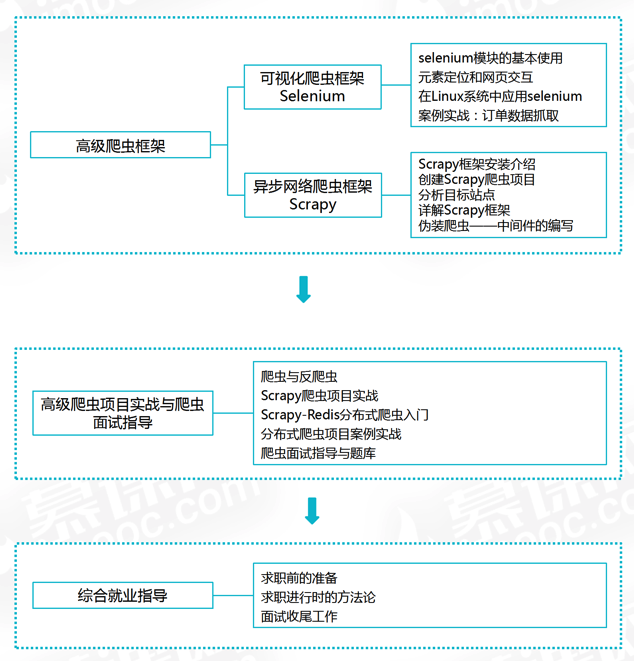 高级爬虫框架
可视化爬虫框架
Selenium
selenium模块的基本使用
元素定位和网页交互
在Linux系统中应用selenium
案例实战：订单数据抓取
异步网络爬虫框架
Scrapy
Scrapy框架安装介绍
创建Scrapy爬虫项目
分析目标站点
详解Scrapy框架
伪装爬虫——中间件的编写
高级爬虫项目实战与爬虫
面试指导
爬虫与反爬虫
Scrapy爬虫项目实战
Scrapy-Redis分布式爬虫入门
分布式爬虫项目案例实战
爬虫面试指导与题库
综合就业指导
求职前的准备
求职进行时的方法论
面试收尾工作